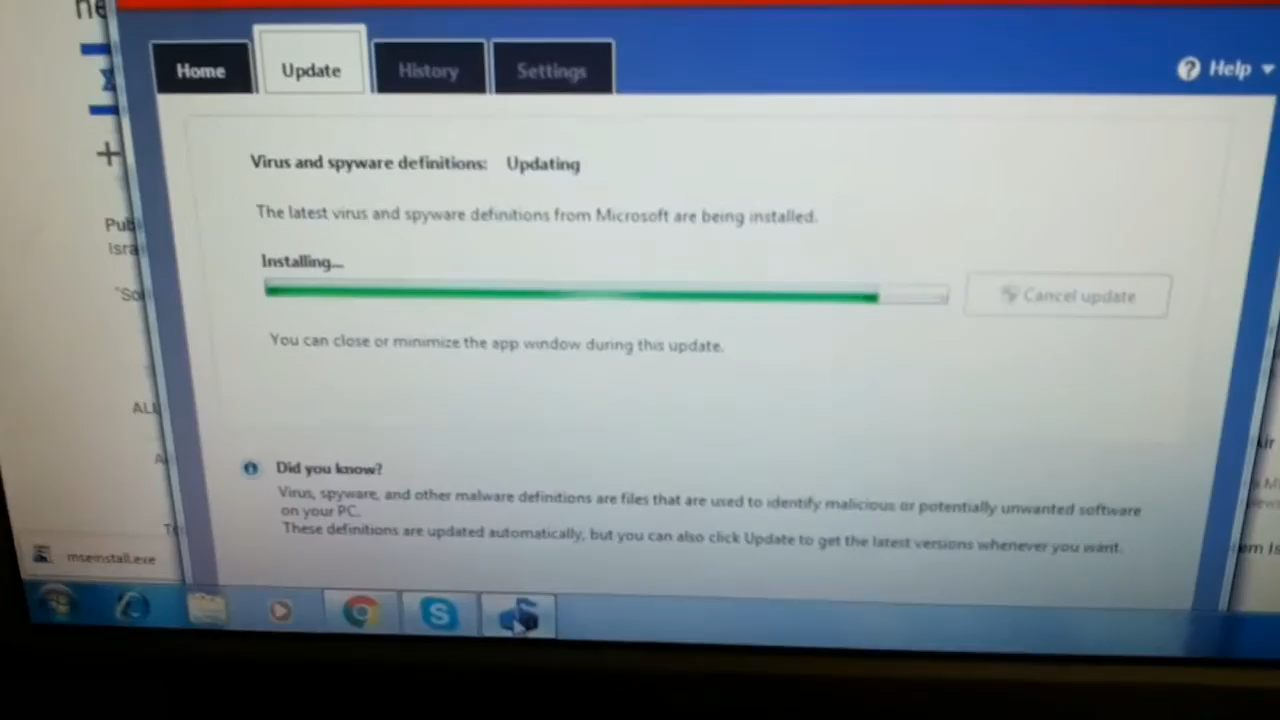 Home
Update
History
Settings
Help
Virus and spyware definitions: Updating
The latest virus and spyware definitions from Microsoft are being installed.
Installing...
Cancel update
You can close or minimize the app window during this update.
Did you know?
Virus, spyware, and other malware definitions are files that are used to identify malicious or potentially unwanted software
on your PC.
These definitions are updated automatically, but you can also click Update to get the latest versions whenever you want.
mseinstall.exe